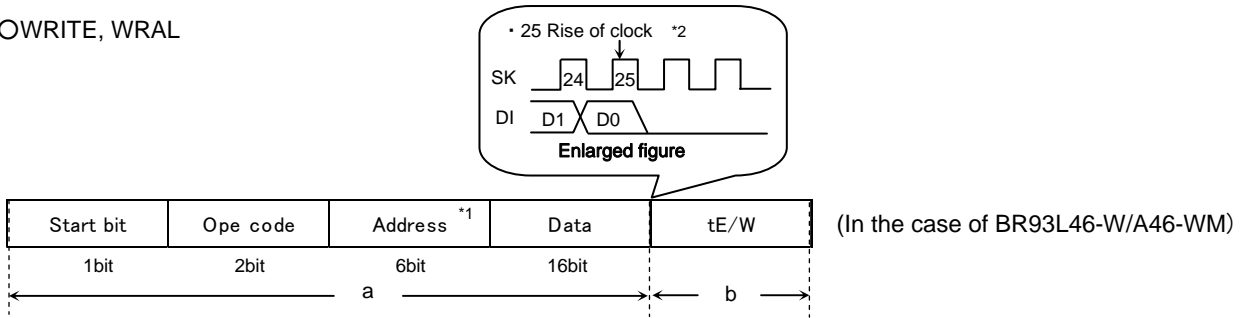 ○WRITE, WRAL
・25 Rise of clock *2
SK 24 25
DI D1 D0
Enlarged figure
Start bit Ope code Address *1 Data tE/W (In the case of BR93L46-W/A46-WM)
1bit 2bit 6bit 16bit
a b